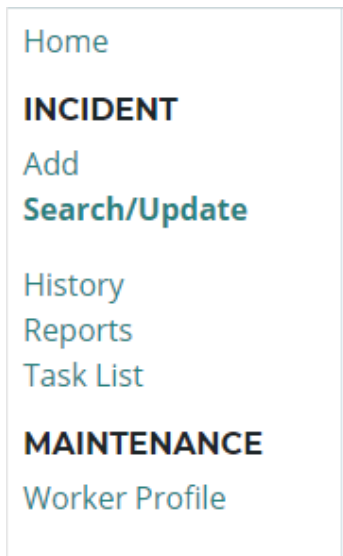 Home
INCIDENT
Add
Search/Update
History
Reports
Task List
MAINTENANCE
Worker Profile